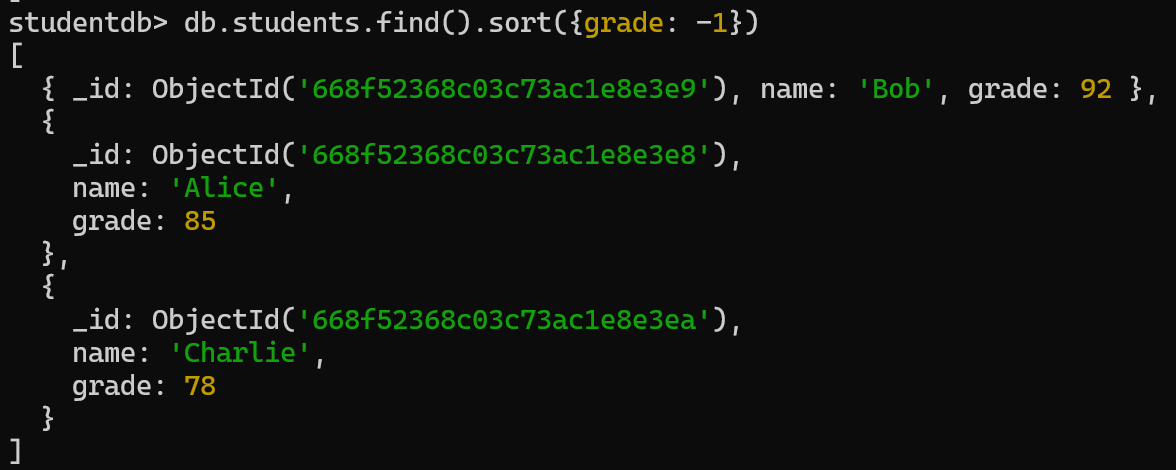 studentdb> db.students.find().sort({grade: -1})
[
  { _id: ObjectId('668f52368c03c73ac1e8e3e9'), name: 'Bob', grade: 92 },
  {
    _id: ObjectId('668f52368c03c73ac1e8e3e8'),
    name: 'Alice',
    grade: 85
  },
  {
    _id: ObjectId('668f52368c03c73ac1e8e3ea'),
    name: 'Charlie',
    grade: 78
  }
]